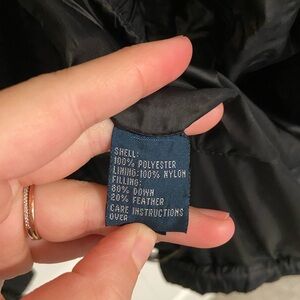 SHELL:
100% POLYESTER
LINING:100% NYLON
FILLING:
80% DOWN
20% FEATHER
CARE INSTRUCTIONS
OVER